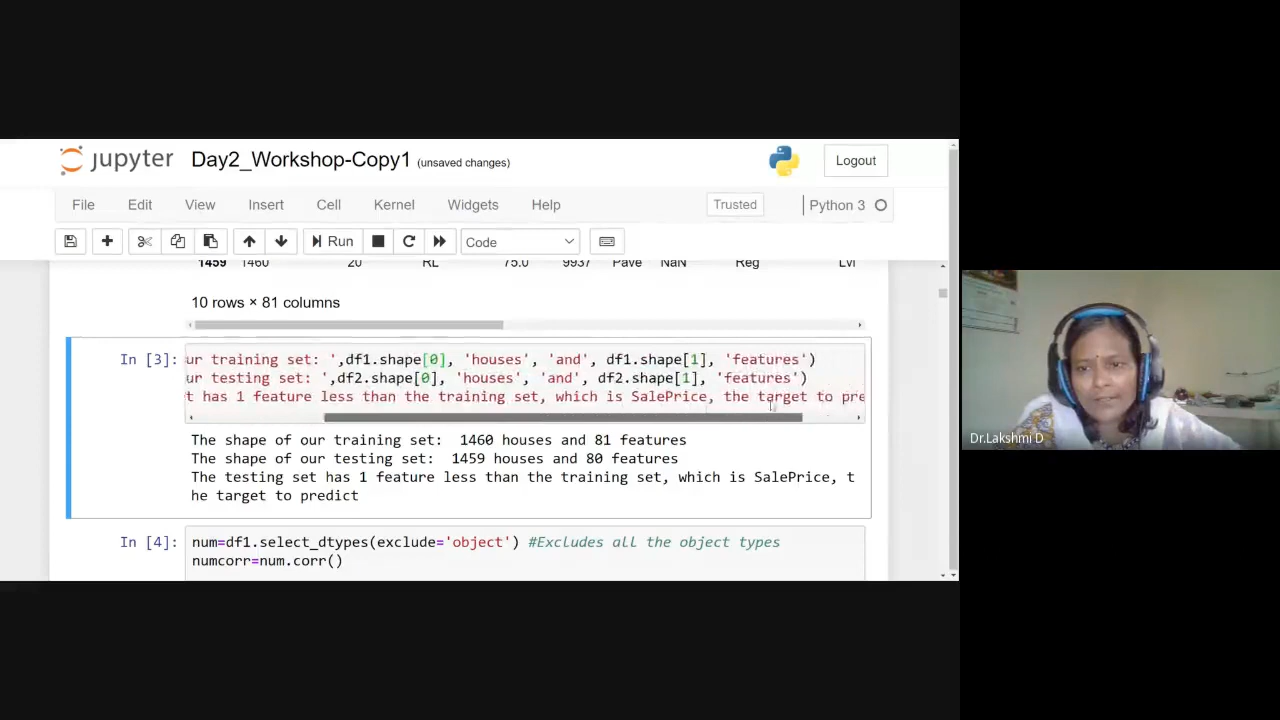 jupyter Day2_Workshop-Copy1 (unsaved changes) Logout
File Edit View Insert Cell Kernel Widgets Help Trusted Python 3
Run Code
1459 1460 20 RL 75.0 9937 Pave NaN Reg Lvl
10 rows × 81 columns
In [3]: ur training set: ',df1.shape[0], 'houses', 'and', df1.shape[1], 'features')
ur testing set: ',df2.shape[0], 'houses', 'and', df2.shape[1], 'features')
t has 1 feature less than the training set, which is SalePrice, the target to pre
The shape of our training set:  1460 houses and 81 features
The shape of our testing set:  1459 houses and 80 features
The testing set has 1 feature less than the training set, which is SalePrice, t
he target to predict
In [4]: num=df1.select_dtypes(exclude='object') #Excludes all the object types
numcorr=num.corr()
Dr.Lakshmi D